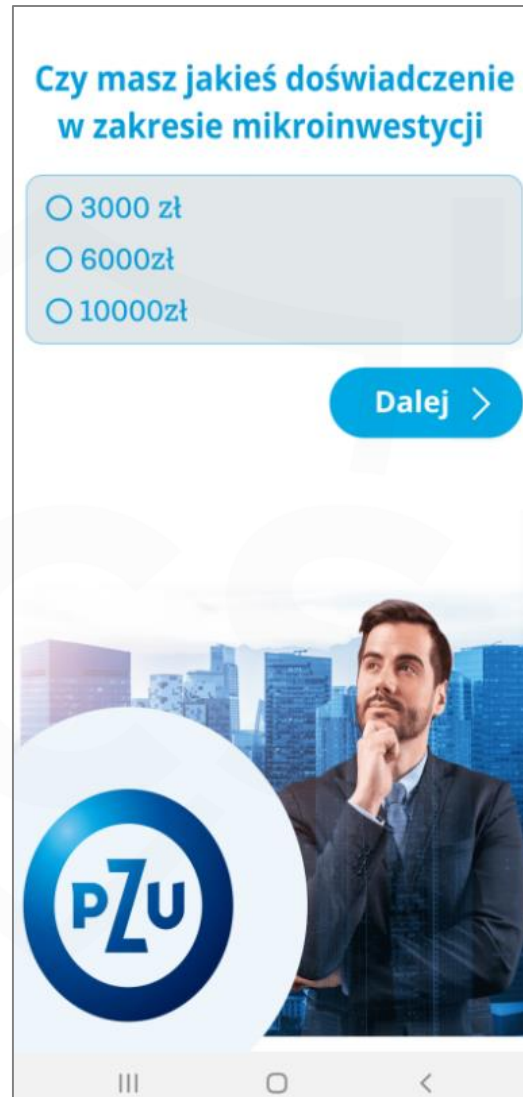 Czy masz jakieś doświadczenie
w zakresie mikroinwestycji
3000 zł
6000zł
10000zł
Dalej
PZU